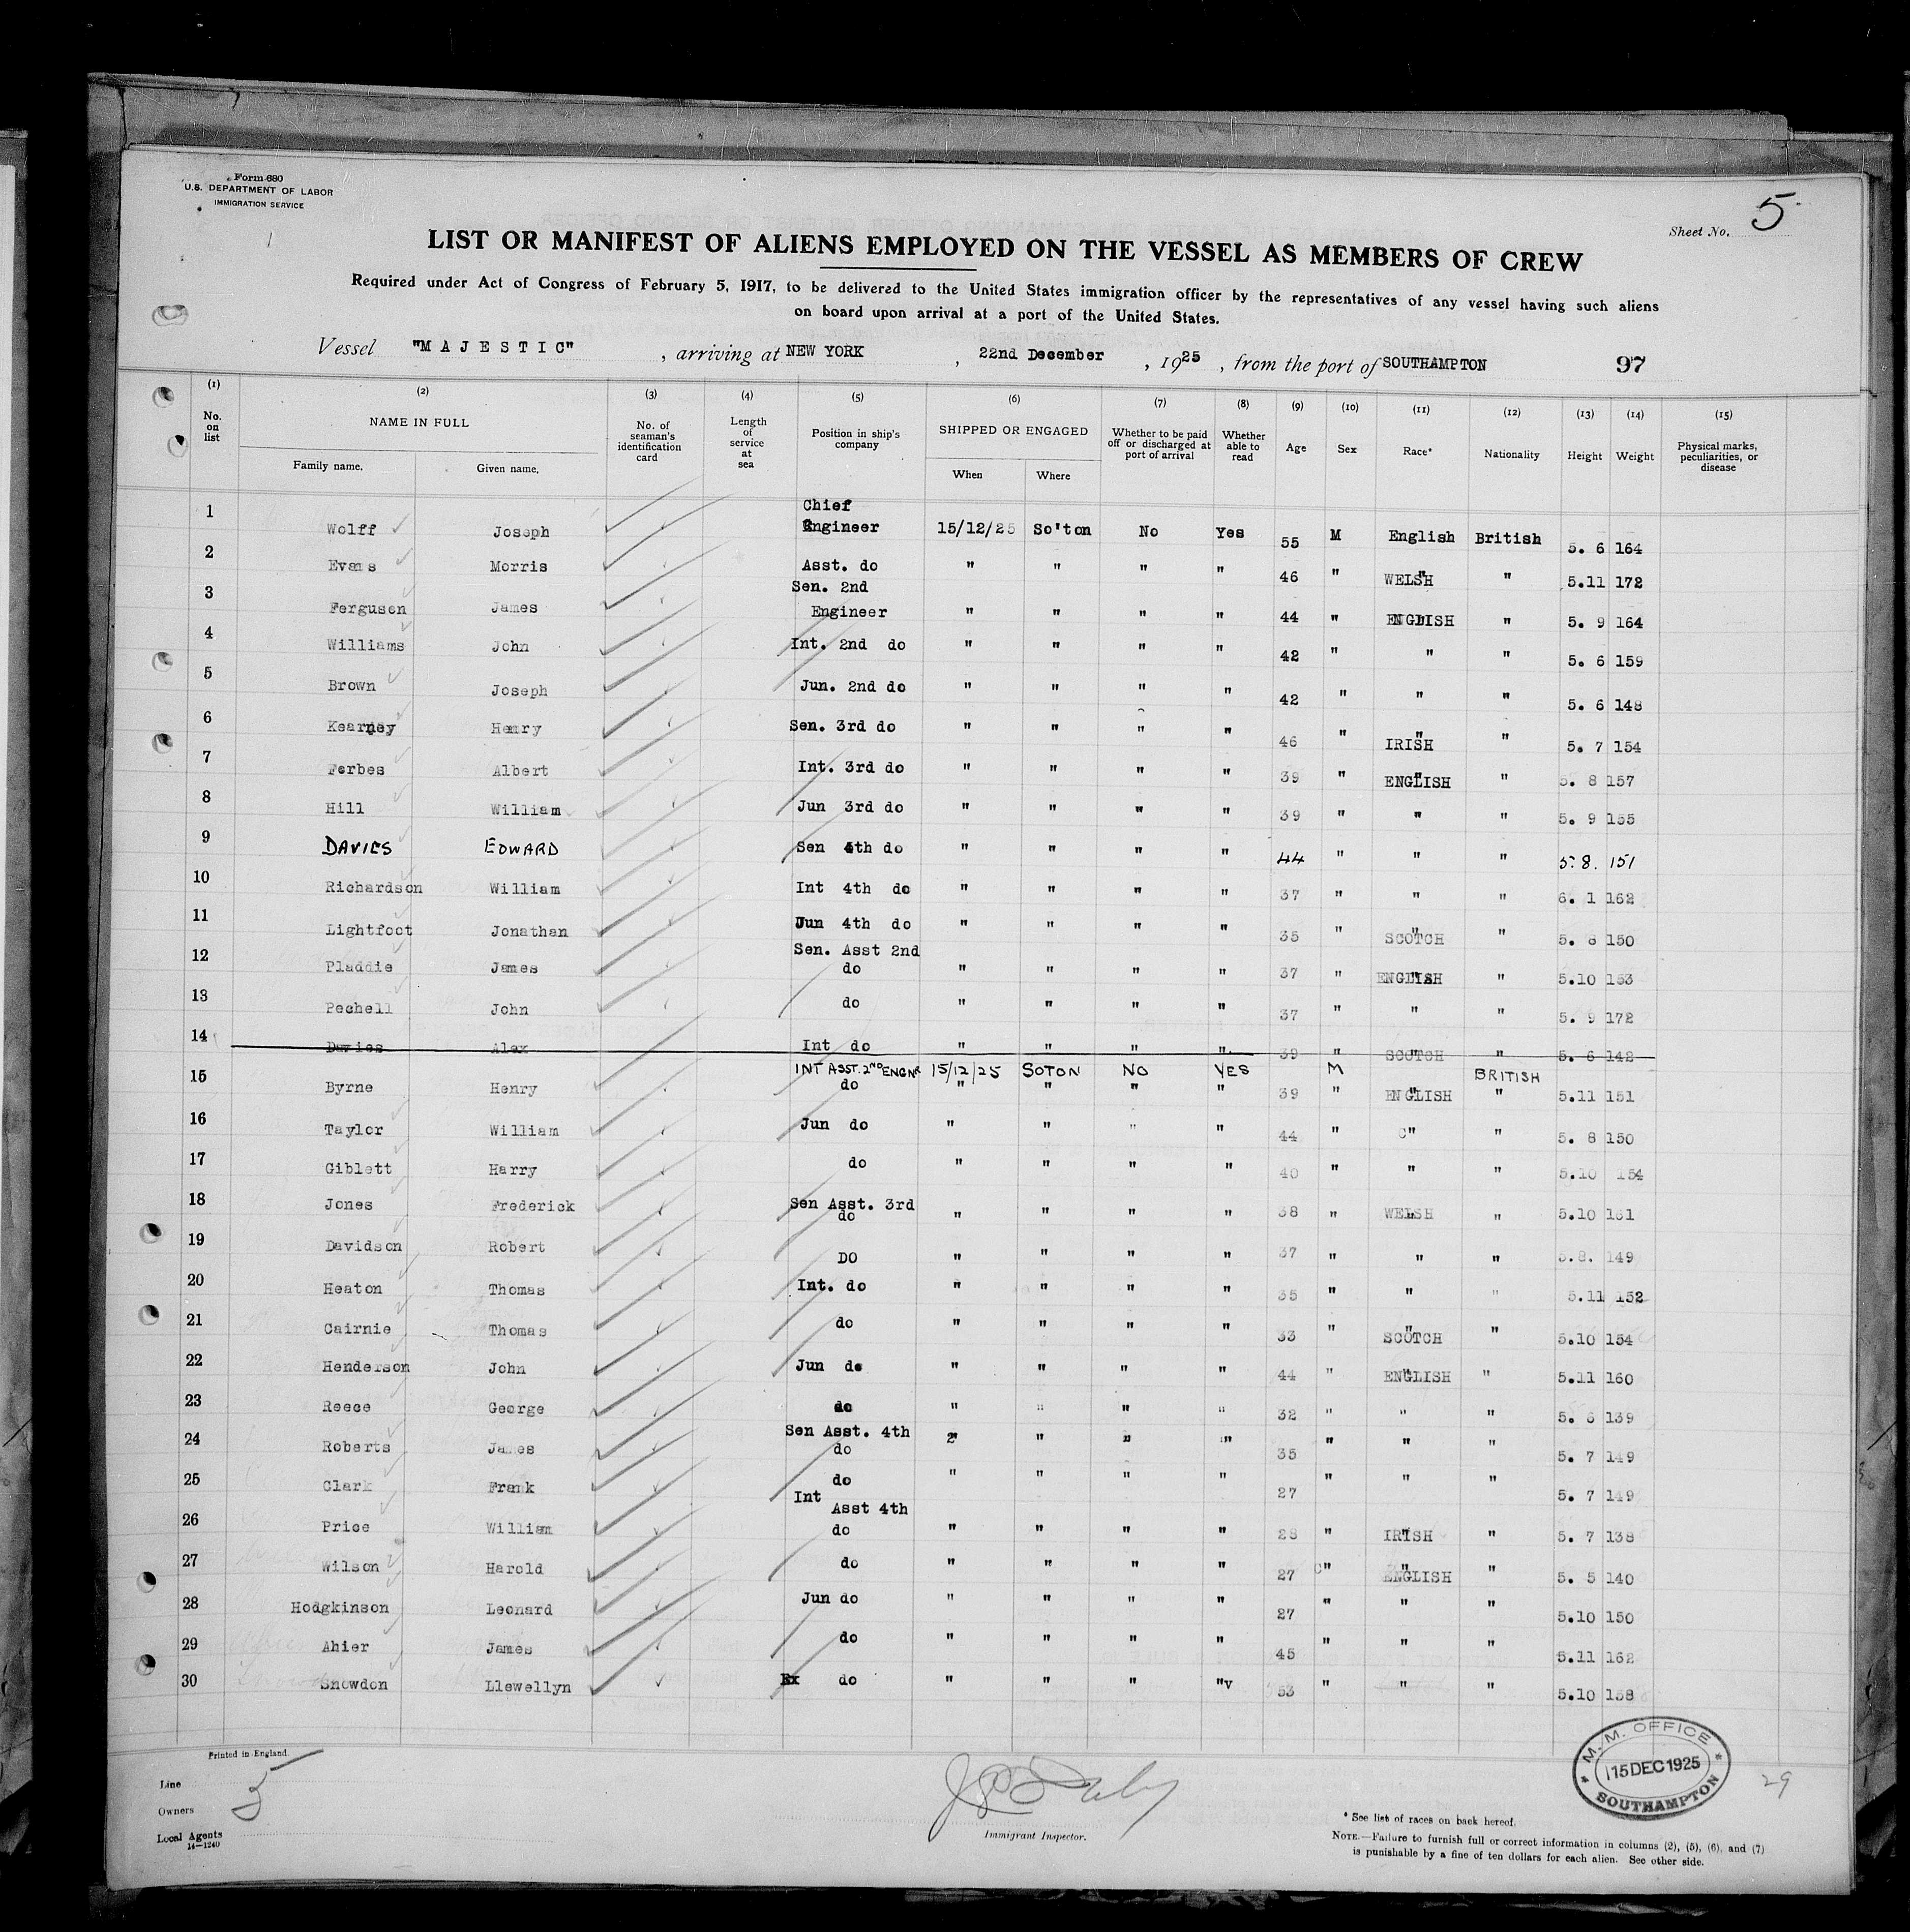 Form 680
U.S. DEPARTMENT OF LABOR
IMMIGRATION SERVICE
Sheet No. 5
LIST OR MANIFEST OF ALIENS EMPLOYED ON THE VESSEL AS MEMBERS OF CREW
Required under Act of Congress of February 5, 1917, to be delivered to the United States immigration officer by the representatives of any vessel having such aliens
on board upon arrival at a port of the United States.
Vessel "MAJESTIC", arriving at NEW YORK, 22nd December, 1925, from the port of SOUTHAMPTON 97
(1) (2) (3) (4) (5) (6) (7) (8) (9) (10) (11) (12) (13) (14) (15)
No. on list NAME IN FULL Family name. Given name. No. of seaman's identification card Length of service at sea Position in ship's company SHIPPED OR ENGAGED When Where Whether to be paid off or discharged at port of arrival Whether able to read Age Sex Race* Nationality Height Weight Physical marks, peculiarities, or disease
1 Wolff Joseph Chief Engineer 15/12/25 So'ton No Yes 55 M English British 5. 6 164
2 Evans Morris Asst. do " " " " 46 " WELSH " 5.11 172
3 Ferguson James Sen. 2nd Engineer " " " " 44 " ENGLISH " 5. 9 164
4 Williams John Int. 2nd do " " " " 42 " " " 5. 6 159
5 Brown Joseph Jun. 2nd do " " " " 42 " " " 5. 6 148
6 Kearney Henry Sen. 3rd do " " " " 46 " IRISH " 5. 7 154
7 Forbes Albert Int. 3rd do " " " " 39 " ENGLISH " 5. 8 157
8 Hill William Jun 3rd do " " " " 39 " " " 5. 9 155
9 DAVIES EDWARD Sen 4th do " " " " 44 " " " 5.8. 151
10 Richardson William Int 4th do " " " " 37 " " " 6. 1 162
11 Lightfoot Jonathan Jun 4th do " " " " 35 " SCOTCH " 5. 8 150
12 Pladdie James Sen. Asst 2nd do " " " " 37 " ENGLISH " 5.10 153
13 Pechell John do " " " " 37 " " " 5. 9 172
14 Davies Alex Int do " " " " 39 " SCOTCH " 5. 6 142
INT ASST. 2ND ENGNR 15/12/25 SOTON NO YES M BRITISH
15 Byrne Henry do " " " " 39 " ENGLISH " 5.11 151
16 Taylor William Jun do " " " " 44 " " " 5. 8 150
17 Giblett Harry do " " " " 40 " " " 5.10 154
18 Jones Frederick Sen Asst. 3rd do " " " " 38 " WELSH " 5.10 161
19 Davidson Robert DO " " " " 37 " " " 5.8. 149
20 Heaton Thomas Int. do " " " " 35 " " " 5.11 152
21 Cairnie Thomas do " " " " 33 " SCOTCH " 5.10 154
22 Henderson John Jun do " " " " 44 " ENGLISH " 5.11 160
23 Reece George do " " " " 32 " " " 5. 6 139
24 Roberts James Sen Asst. 4th do " " " " 35 " " " 5. 7 149
25 Clark Frank do " " " " 27 " " " 5. 7 149
26 Price William Int Asst 4th do " " " " 28 " IRISH " 5. 7 138
27 Wilson Harold do " " " " 27 " ENGLISH " 5. 5 140
28 Hodgkinson Leonard Jun do " " " " 27 " " " 5.10 150
29 Ahier James do " " " " 45 " " " 5.11 162
30 Snowdon Llewellyn Ex do " " " " 53 " " " 5.10 158
Printed in England.
Line
Owners 5
Local Agents
14—1240
Immigrant Inspector.
M.M. OFFICE
15 DEC 1925
SOUTHAMPTON
29
* See list of races on back hereof.
NOTE.—Failure to furnish full or correct information in columns (2), (5), (6), and (7)
is punishable by a fine of ten dollars for each alien. See other side.